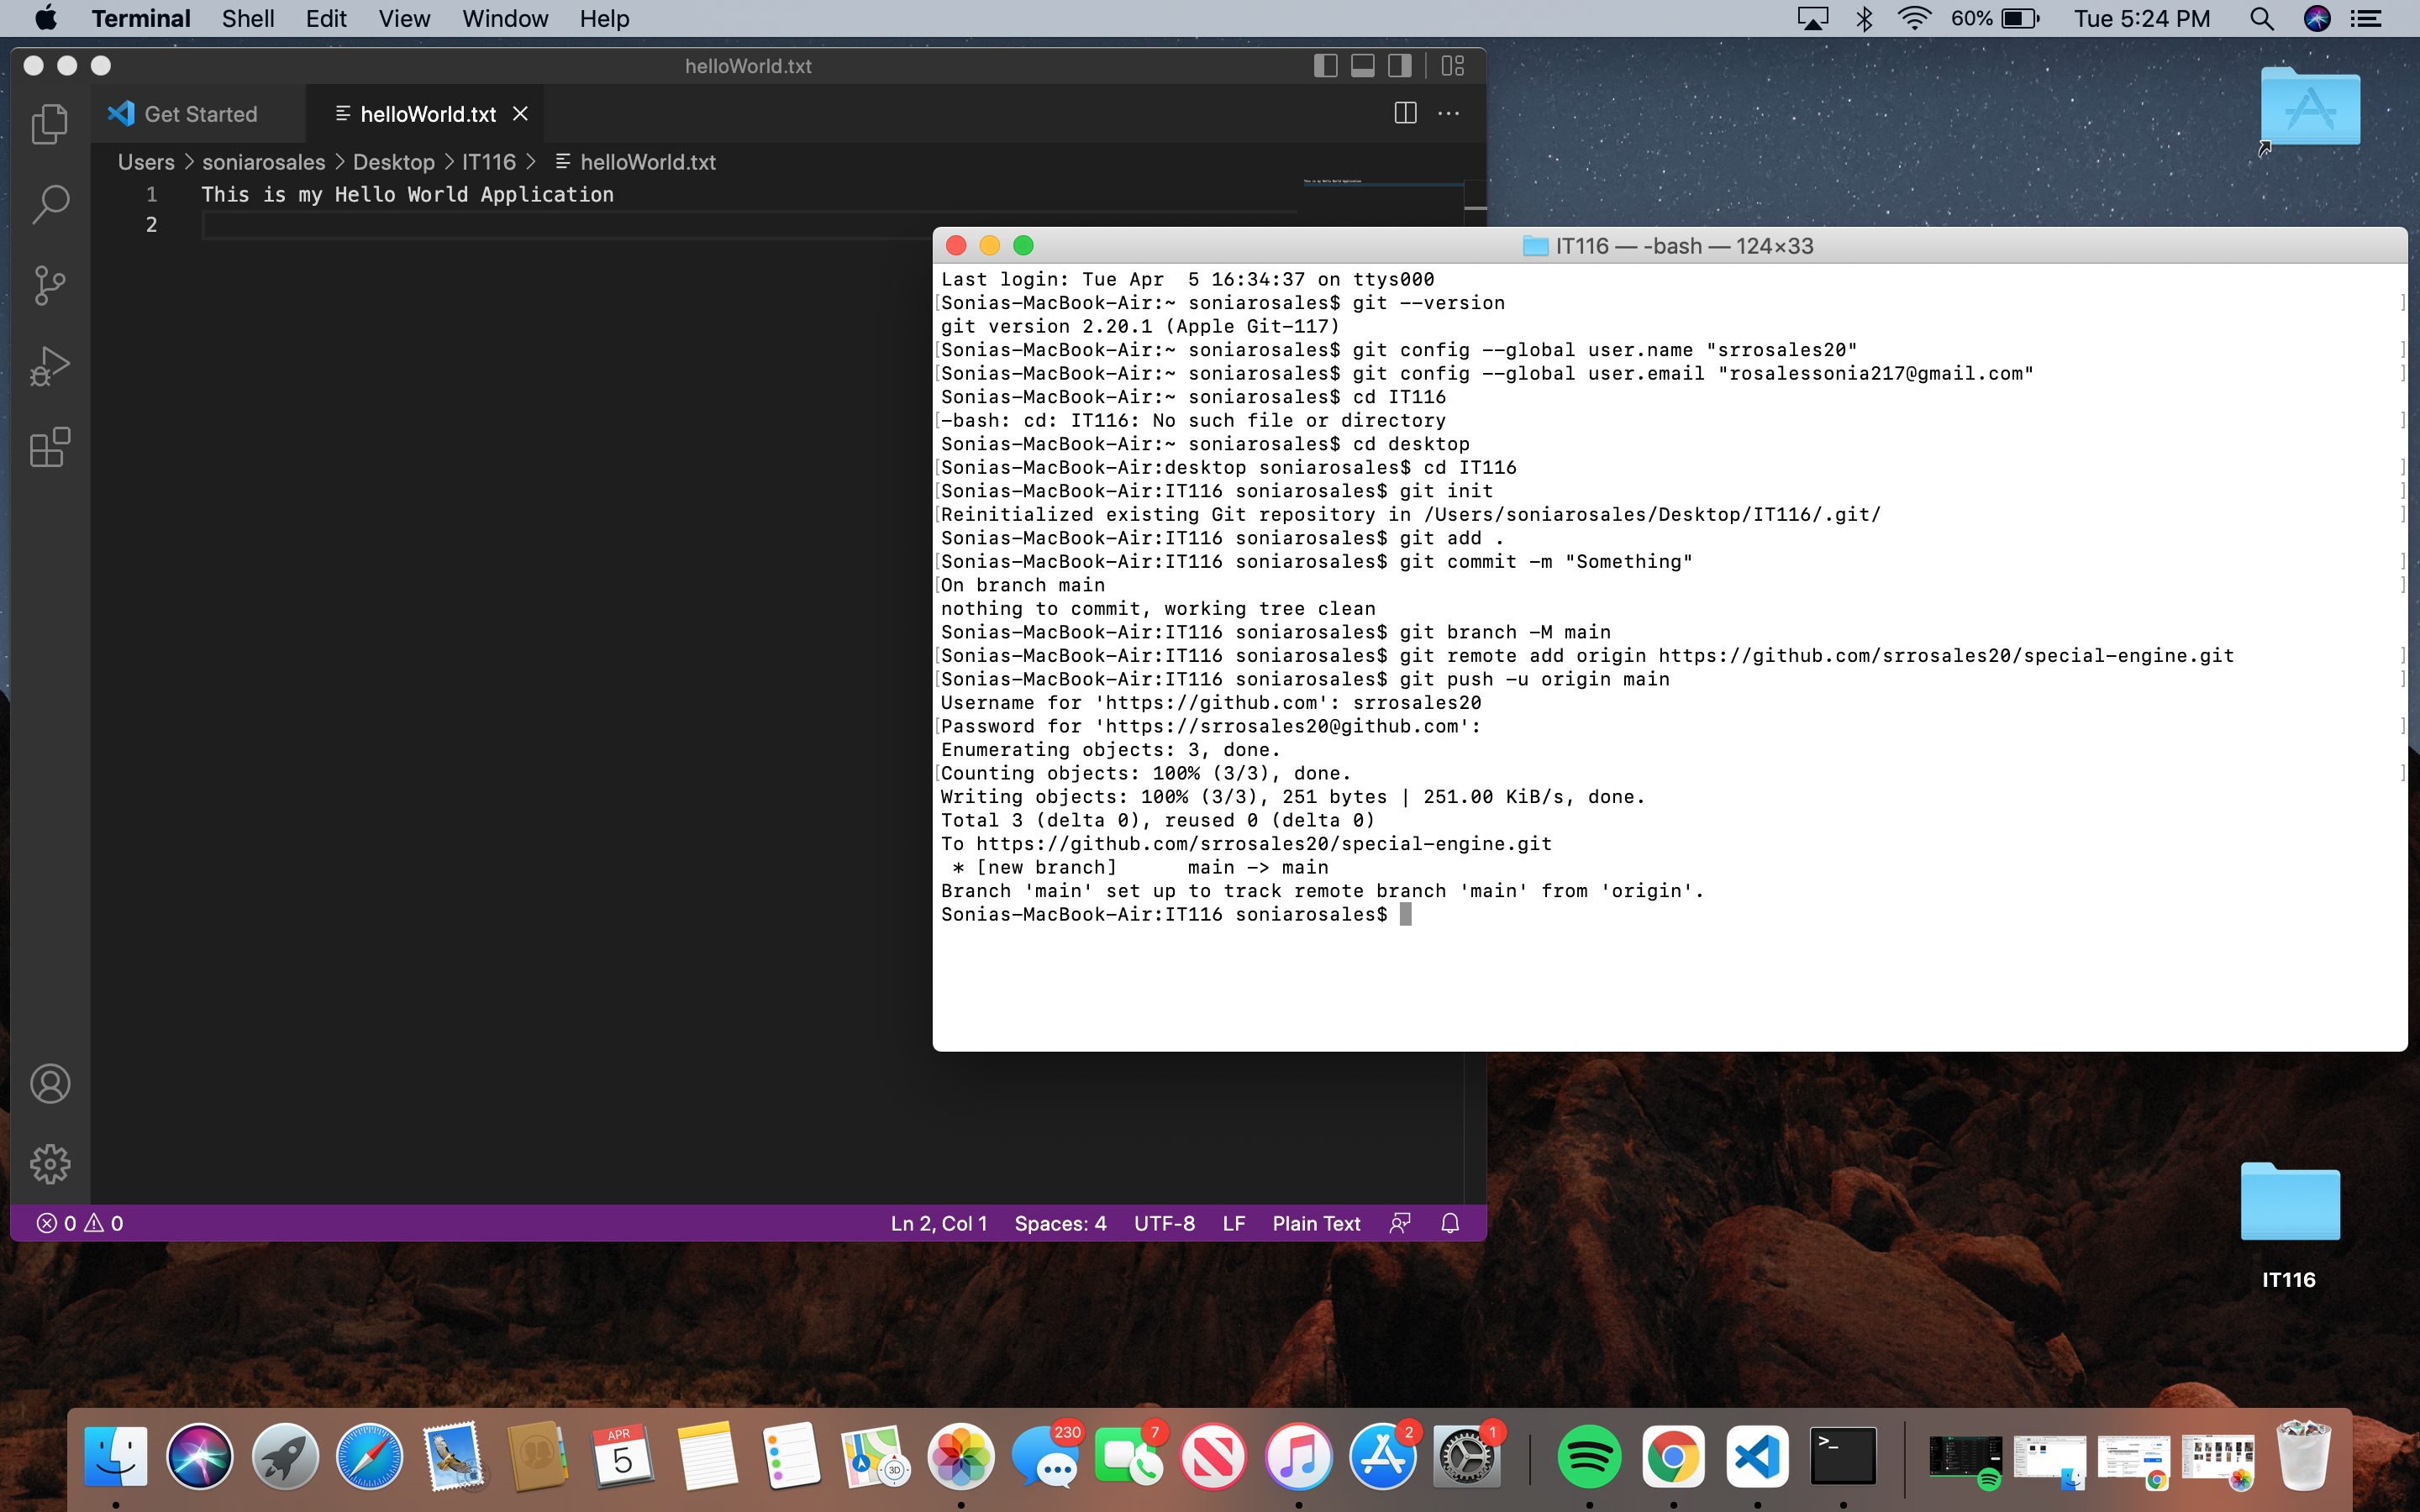 Terminal Shell Edit View Window Help 60% Tue 5:24 PM
helloWorld.txt
Get Started helloWorld.txt
Users > soniarosales > Desktop > IT116 > helloWorld.txt
1 This is my Hello World Application
2
IT116 — -bash — 124×33
Last login: Tue Apr  5 16:34:37 on ttys000
[Sonias-MacBook-Air:~ soniarosales$ git --version ]
git version 2.20.1 (Apple Git-117)
[Sonias-MacBook-Air:~ soniarosales$ git config --global user.name "srrosales20" ]
[Sonias-MacBook-Air:~ soniarosales$ git config --global user.email "rosalessonia217@gmail.com" ]
Sonias-MacBook-Air:~ soniarosales$ cd IT116
[-bash: cd: IT116: No such file or directory ]
Sonias-MacBook-Air:~ soniarosales$ cd desktop
[Sonias-MacBook-Air:desktop soniarosales$ cd IT116 ]
[Sonias-MacBook-Air:IT116 soniarosales$ git init ]
[Reinitialized existing Git repository in /Users/soniarosales/Desktop/IT116/.git/ ]
Sonias-MacBook-Air:IT116 soniarosales$ git add .
[Sonias-MacBook-Air:IT116 soniarosales$ git commit -m "Something" ]
[On branch main ]
nothing to commit, working tree clean
Sonias-MacBook-Air:IT116 soniarosales$ git branch -M main
[Sonias-MacBook-Air:IT116 soniarosales$ git remote add origin https://github.com/srrosales20/special-engine.git ]
[Sonias-MacBook-Air:IT116 soniarosales$ git push -u origin main ]
Username for 'https://github.com': srrosales20
[Password for 'https://srrosales20@github.com': ]
Enumerating objects: 3, done.
[Counting objects: 100% (3/3), done. ]
Writing objects: 100% (3/3), 251 bytes | 251.00 KiB/s, done.
Total 3 (delta 0), reused 0 (delta 0)
To https://github.com/srrosales20/special-engine.git
 * [new branch]      main -> main
Branch 'main' set up to track remote branch 'main' from 'origin'.
Sonias-MacBook-Air:IT116 soniarosales$
0 0 Ln 2, Col 1 Spaces: 4 UTF-8 LF Plain Text
IT116
APR
5
3D
230
7
2
1
>_